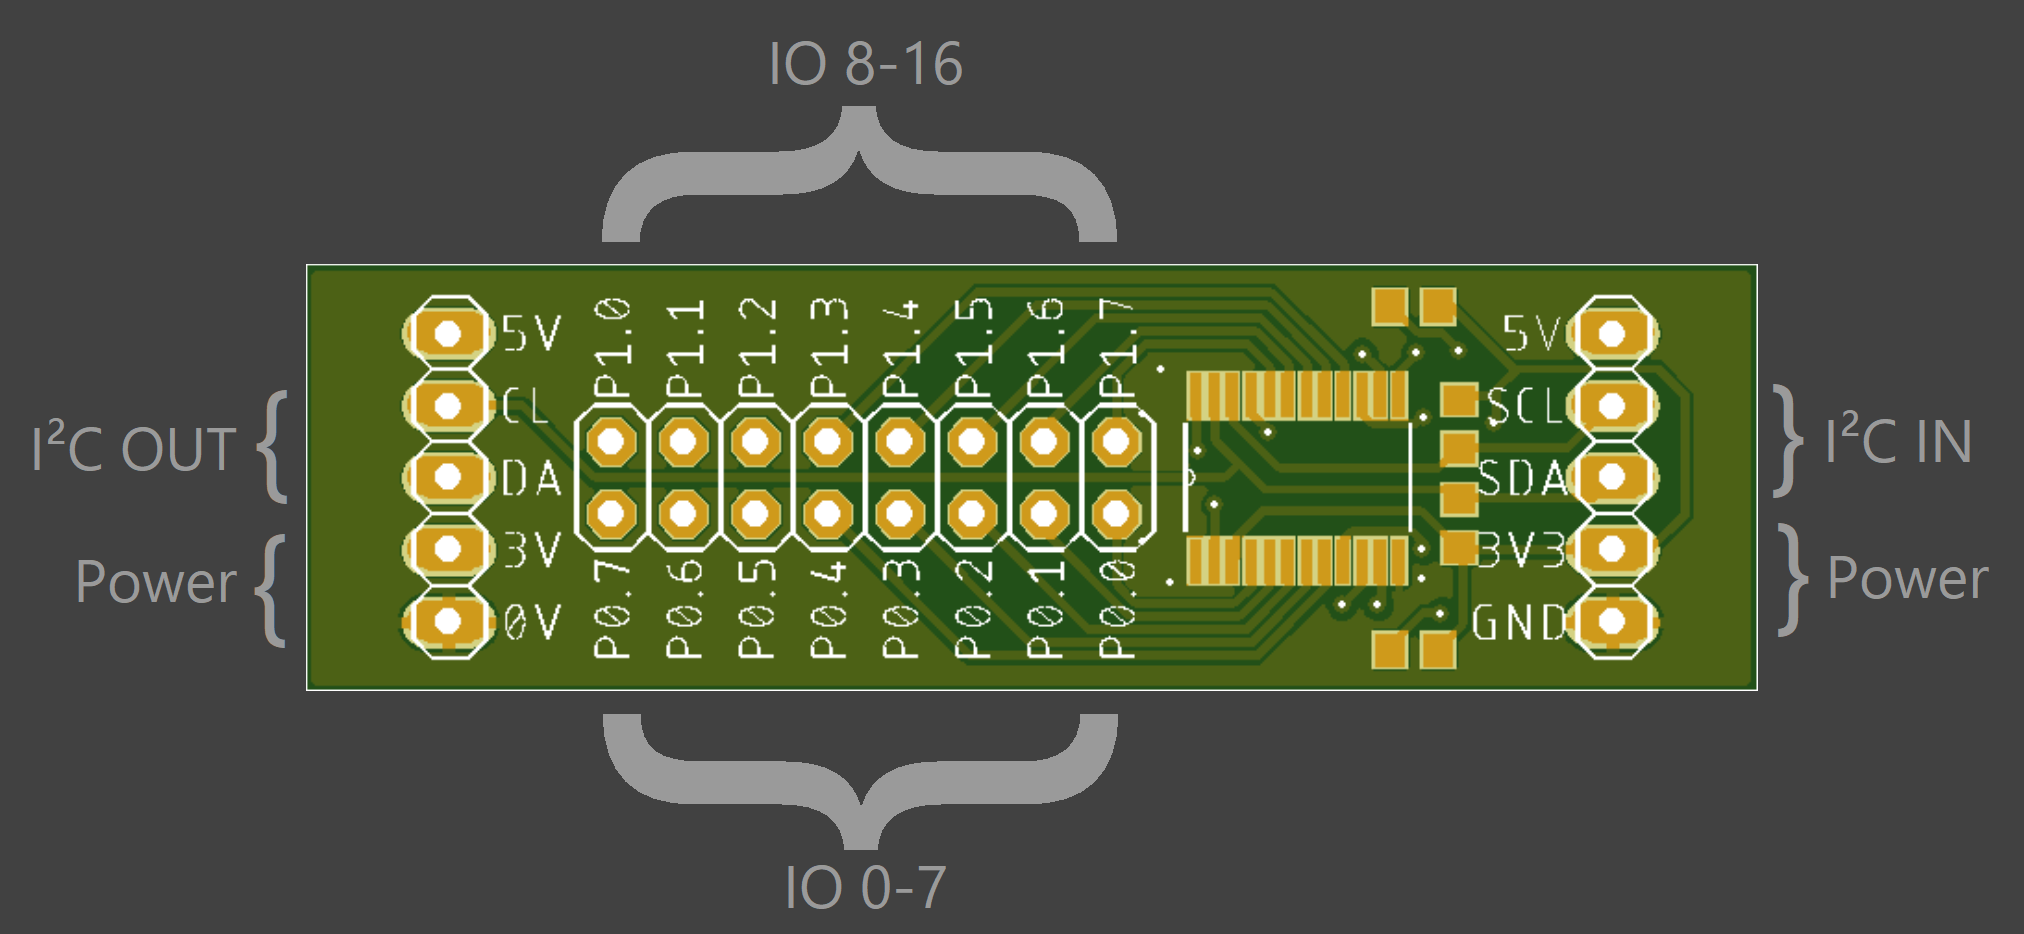 IO 8-16
P1.0 P1.1 P1.2 P1.3 P1.4 P1.5 P1.6 P1.7
5V
CL
DA
3V
0V
I²C OUT
Power
5V
SCL
SDA
3V3
GND
I²C IN
Power
P0.7 P0.6 P0.5 P0.4 P0.3 P0.2 P0.1 P0.0
IO 0-7